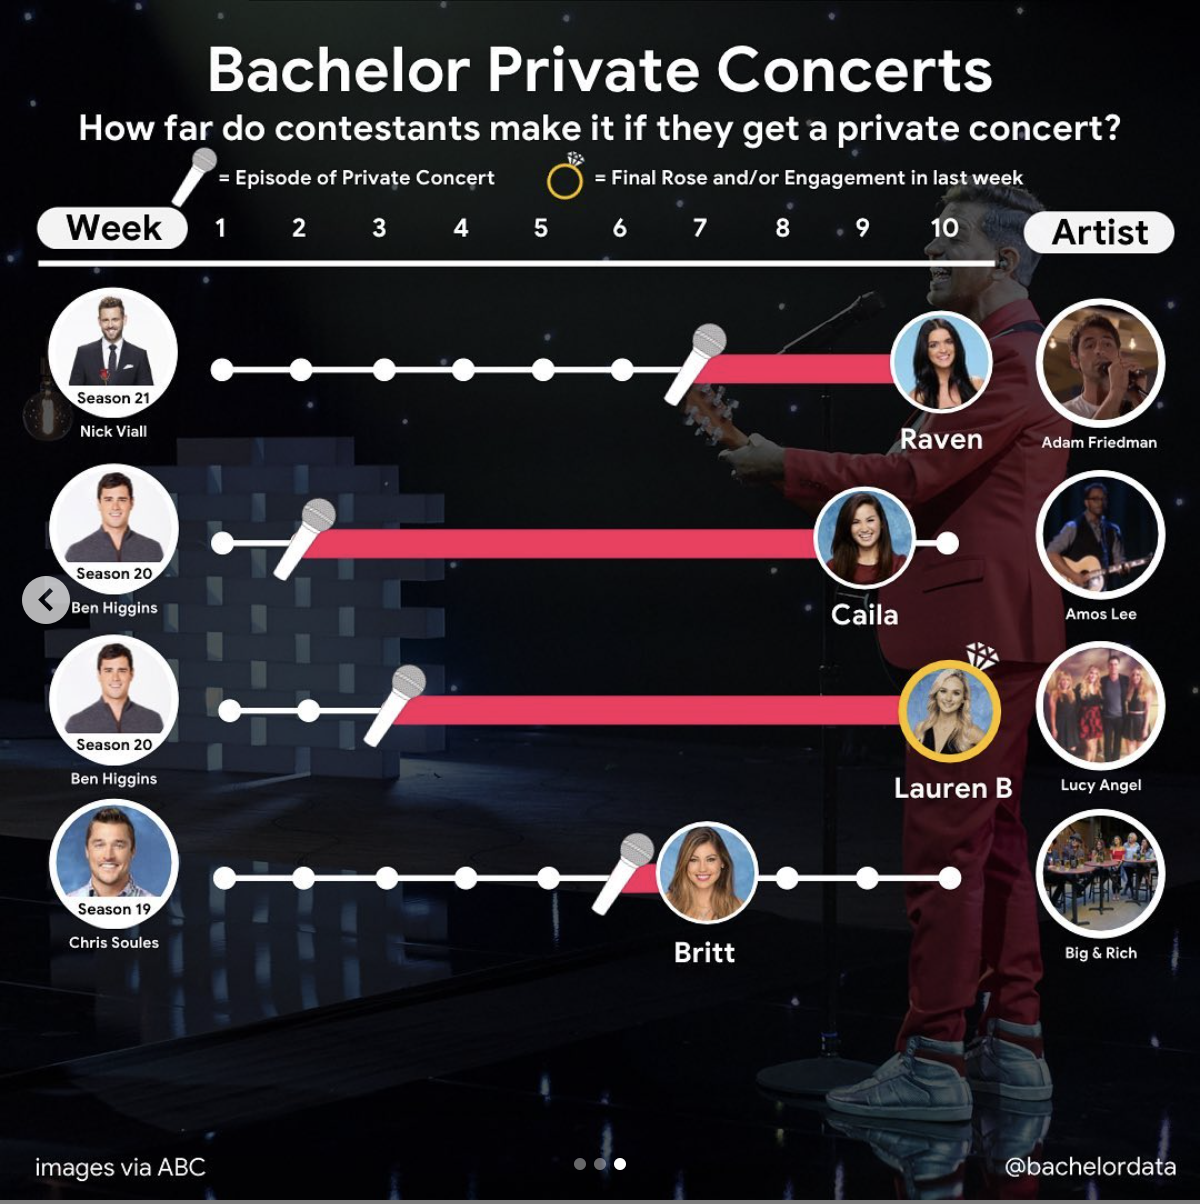 Bachelor Private Concerts
How far do contestants make it if they get a private concert?
= Episode of Private Concert
= Final Rose and/or Engagement in last week
Week 1 2 3 4 5 6 7 8 9 10 Artist
Season 21
Nick Viall
Raven
Adam Friedman
Season 20
Ben Higgins
Caila
Amos Lee
Season 20
Ben Higgins
Lauren B
Lucy Angel
Season 19
Chris Soules
Britt
Big & Rich
images via ABC
@bachelordata